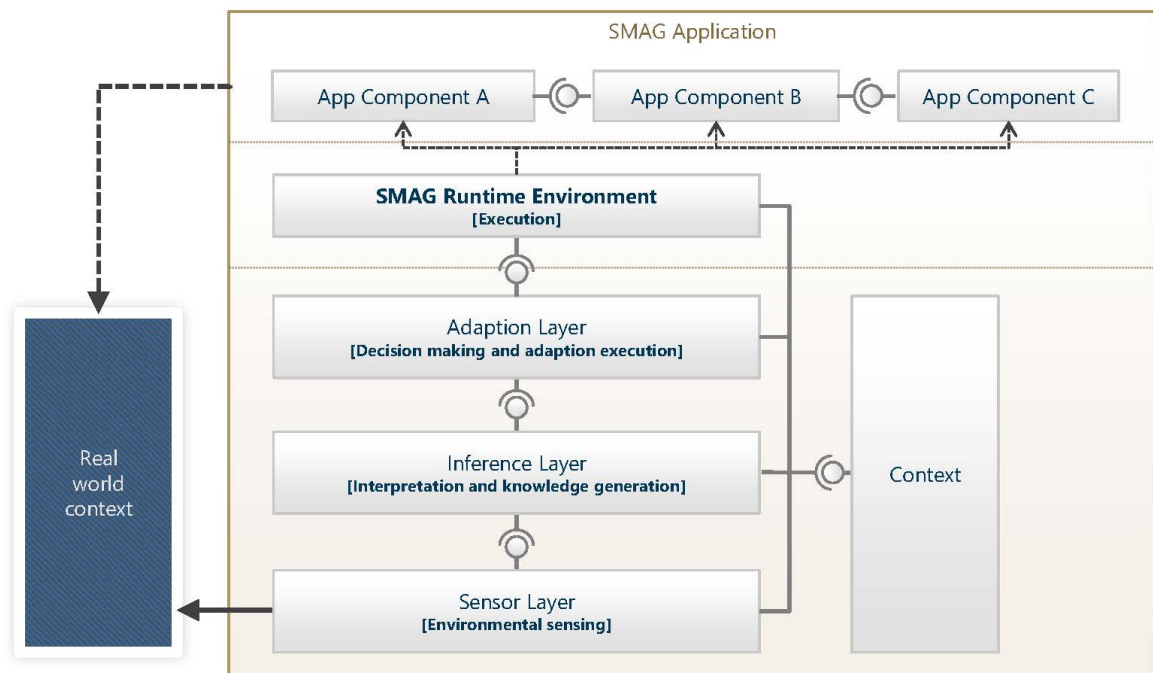 SMAG Application
App Component A
App Component B
App Component C
SMAG Runtime Environment
[Execution]
Adaption Layer
[Decision making and adaption execution]
Real
world
context
Inference Layer
[Interpretation and knowledge generation]
Context
Sensor Layer
[Environmental sensing]